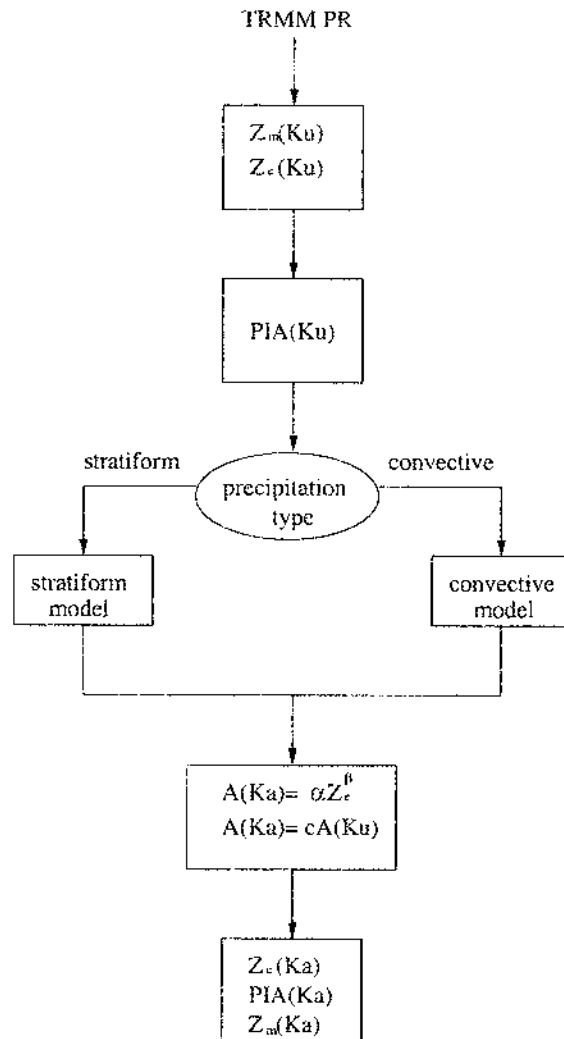 TRMM PR
Zm(Ku)
Ze(Ku)
PIA(Ku)
stratiform
convective
precipitation
type
stratiform
model
convective
model
A(Ka)= αZe^β
A(Ka)= cA(Ku)
Ze(Ka)
PIA(Ka)
Zm(Ka)